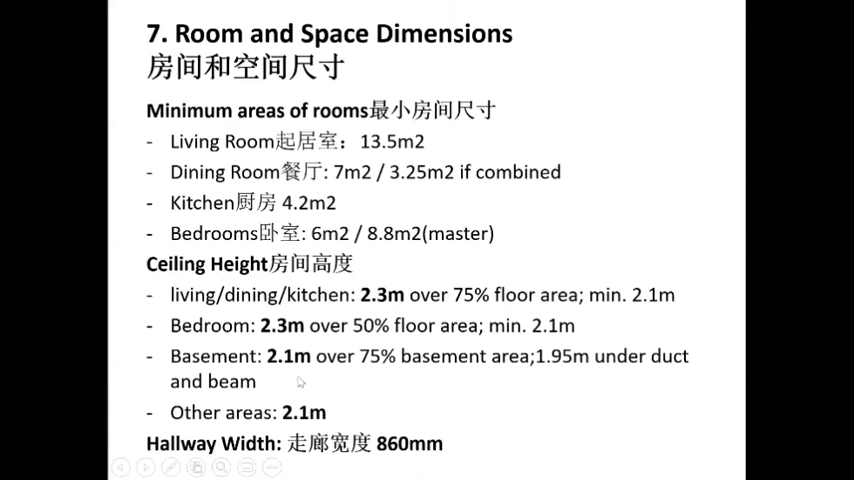 7. Room and Space Dimensions
房间和空间尺寸
Minimum areas of rooms最小房间尺寸
- Living Room起居室：13.5m2
- Dining Room餐厅: 7m2 / 3.25m2 if combined
- Kitchen厨房 4.2m2
- Bedrooms卧室: 6m2 / 8.8m2(master)
Ceiling Height房间高度
- living/dining/kitchen: 2.3m over 75% floor area; min. 2.1m
- Bedroom: 2.3m over 50% floor area; min. 2.1m
- Basement: 2.1m over 75% basement area;1.95m under duct
and beam
- Other areas: 2.1m
Hallway Width: 走廊宽度 860mm